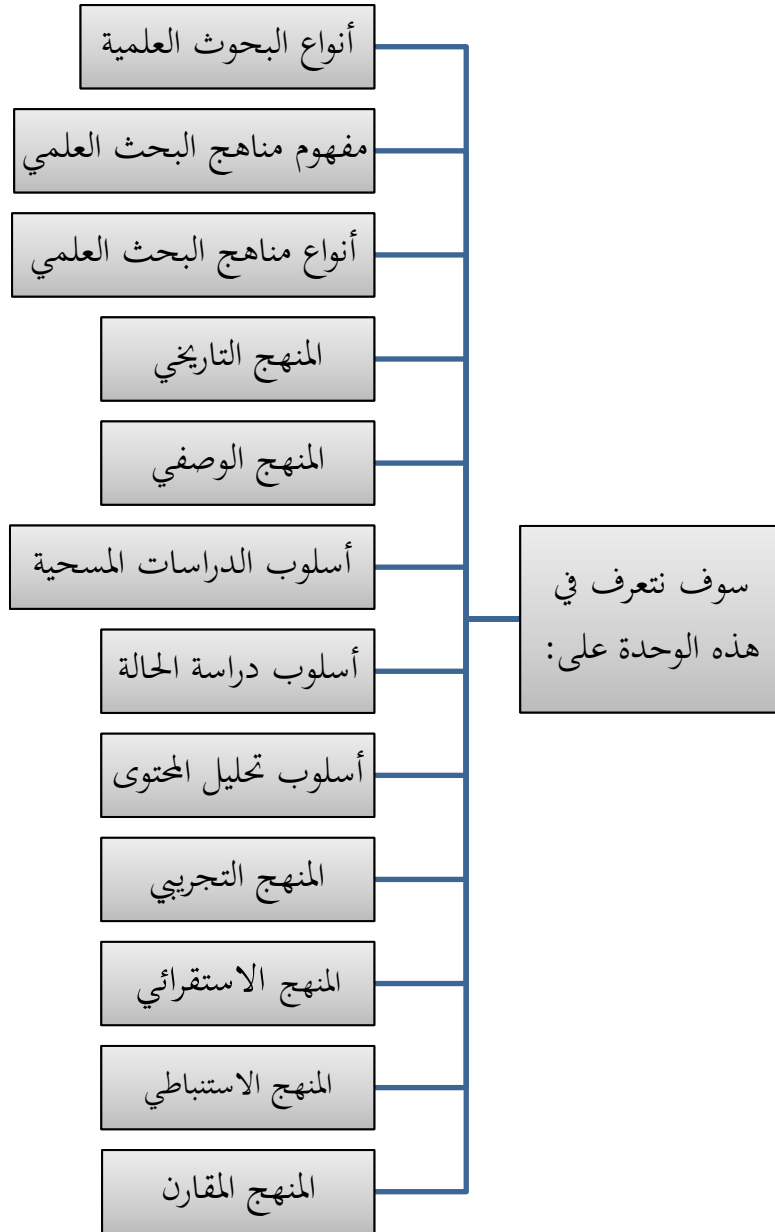 سوف نتعرف في
هذه الوحدة على:
أنواع البحوث العلمية
مفهوم مناهج البحث العلمي
أنواع مناهج البحث العلمي
المنهج التاريخي
المنهج الوصفي
أسلوب الدراسات المسحية
أسلوب دراسة الحالة
أسلوب تحليل المحتوى
المنهج التجريبي
المنهج الاستقرائي
المنهج الاستنباطي
المنهج المقارن